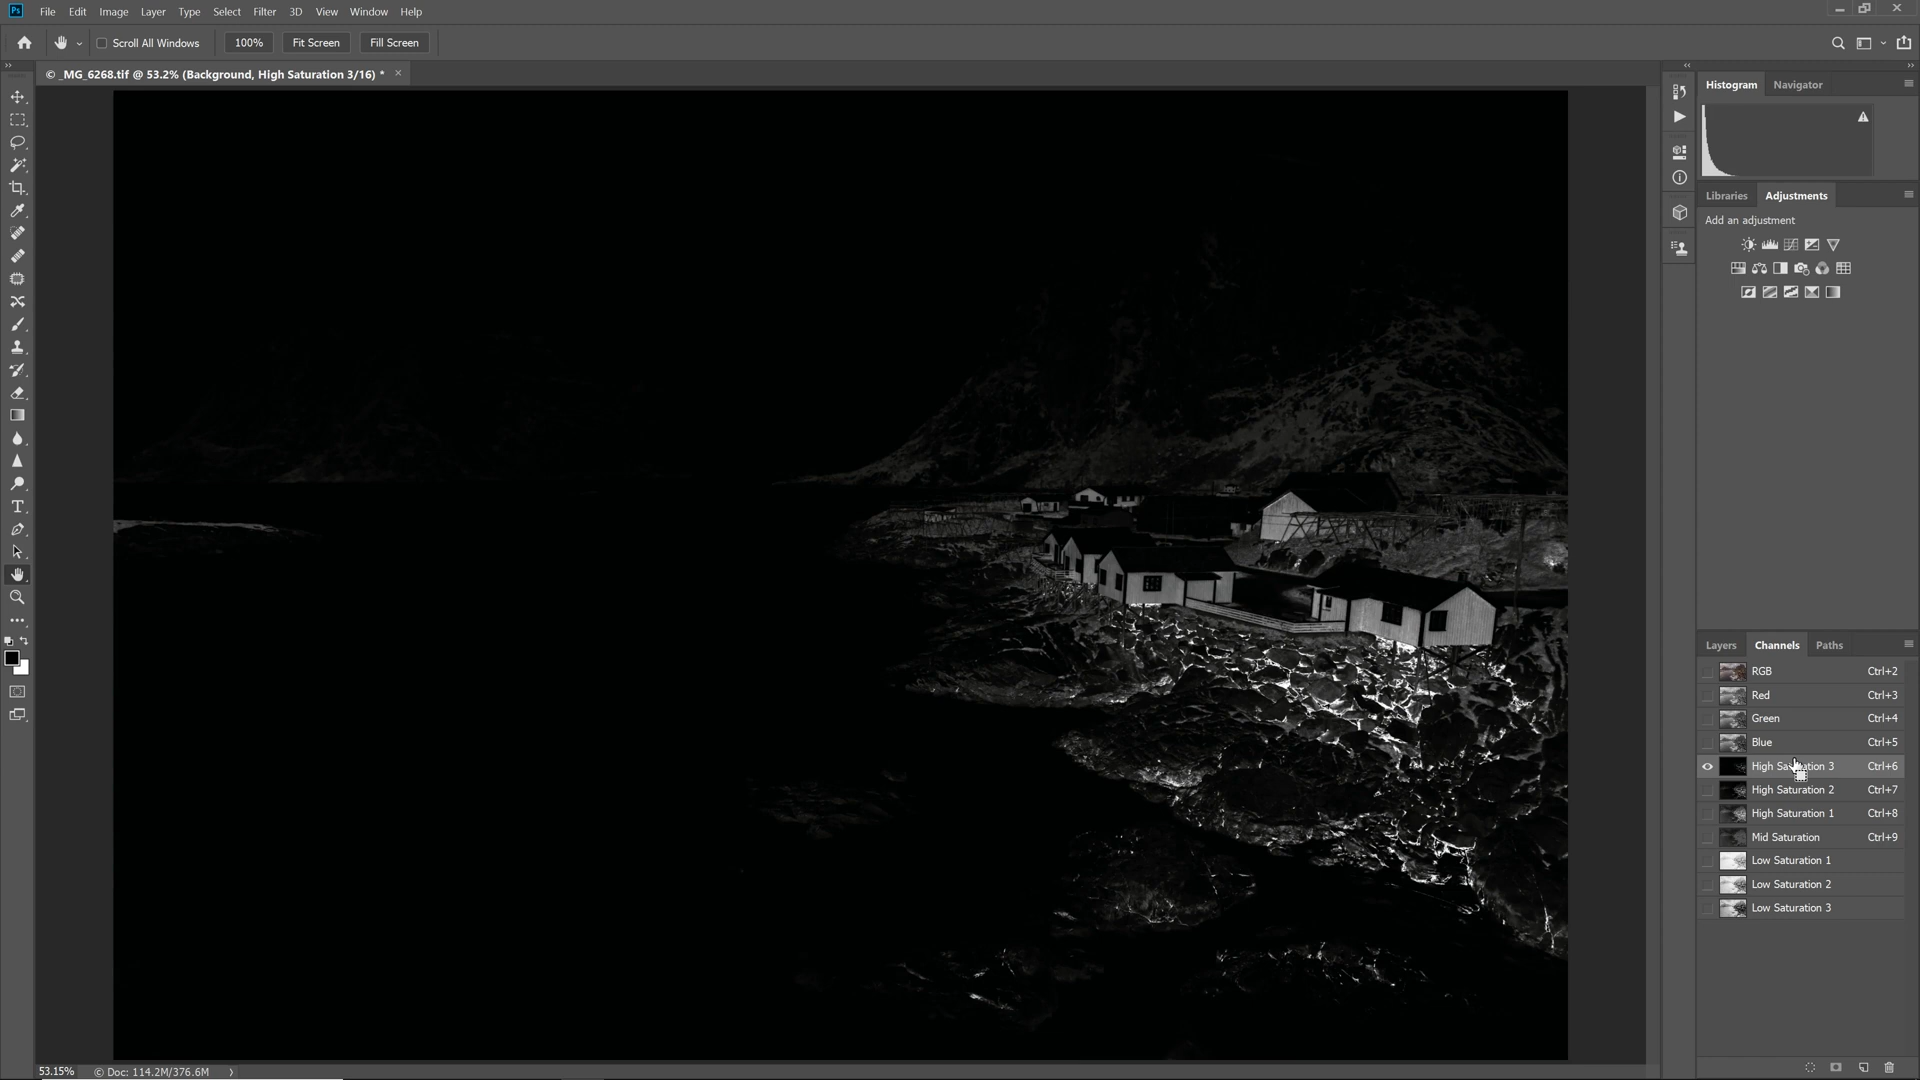 Ps File Edit Image Layer Type Select Filter 3D View Window Help
Scroll All Windows 100% Fit Screen Fill Screen
© _MG_6268.tif @ 53.2% (Background, High Saturation 3/16) * ×
Histogram Navigator
Libraries Adjustments
Add an adjustment
Layers Channels Paths
RGB Ctrl+2
Red Ctrl+3
Green Ctrl+4
Blue Ctrl+5
High Saturation 3 Ctrl+6
High Saturation 2 Ctrl+7
High Saturation 1 Ctrl+8
Mid Saturation Ctrl+9
Low Saturation 1
Low Saturation 2
Low Saturation 3
53.15% © Doc: 114.2M/376.6M